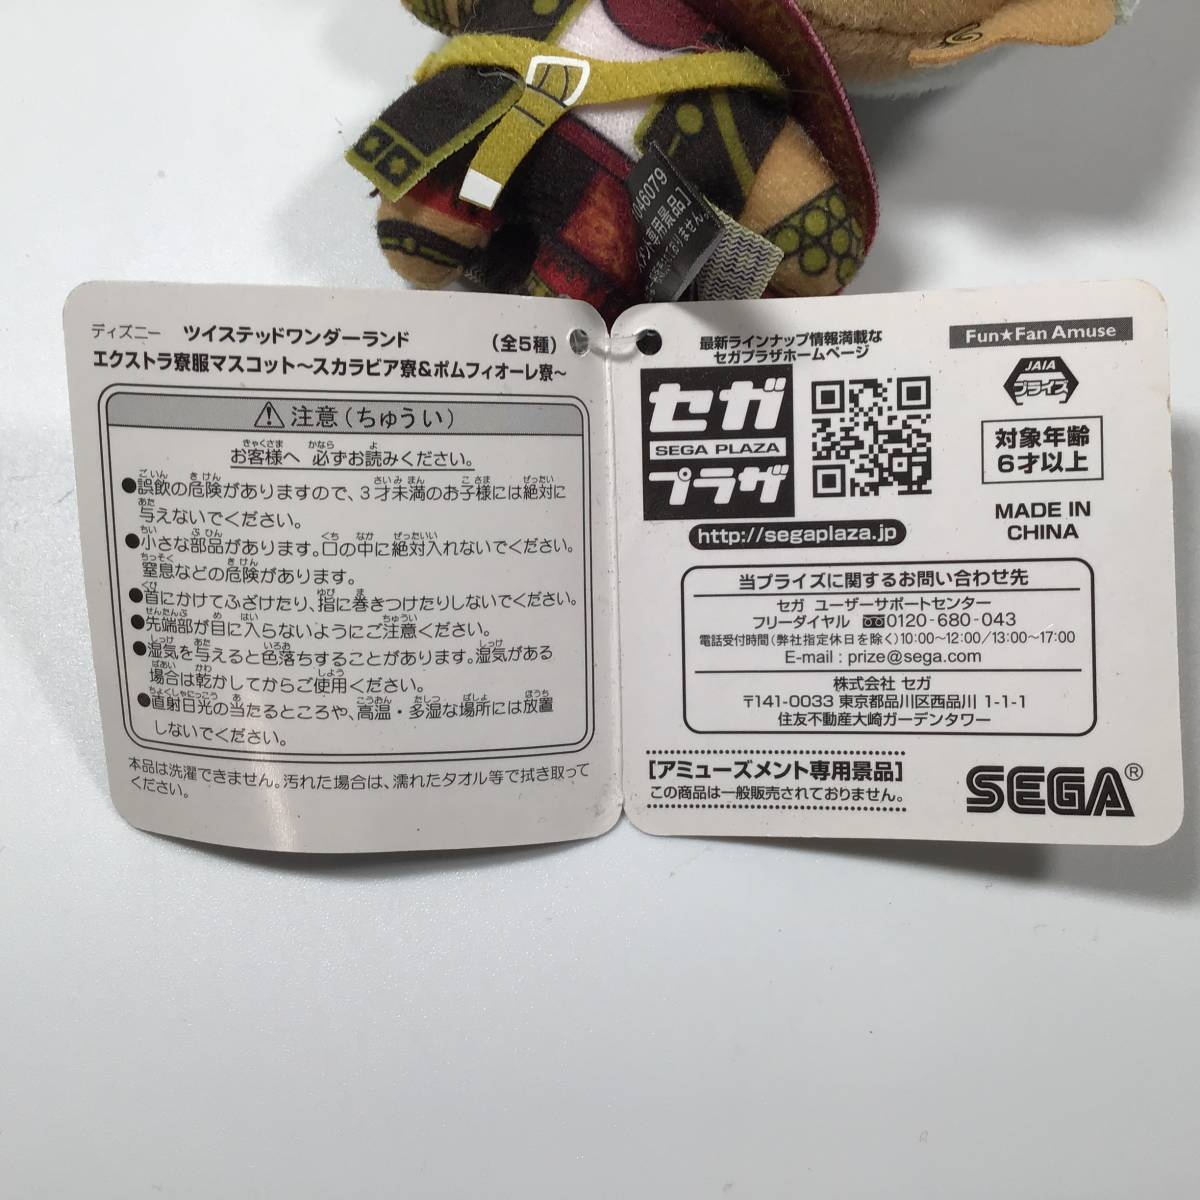 1046079
メント専用景品]
ておりません。
ディズニー ツイステッドワンダーランド (全5種)
エクストラ寮服マスコット～スカラビア寮&ポムフィオーレ寮～
注意(ちゅうい)
お客様へ 必ずお読みください。
●誤飲の危険がありますので、3才未満のお子様には絶対に
与えないでください。
●小さな部品があります。口の中に絶対入れないでください。
窒息などの危険があります。
●首にかけてふざけたり、指に巻きつけたりしないでください。
●先端部が目に入らないようにご注意ください。
●湿気を与えると色落ちすることがあります。湿気がある
場合は乾かしてからご使用ください。
●直射日光の当たるところや、高温・多湿な場所には放置
しないでください。
本品は洗濯できません。汚れた場合は、濡れたタオル等で拭き取って
ください。
最新ラインナップ情報満載な
セガプラザホームページ
セガ
SEGA PLAZA
プラザ
http://segaplaza.jp
Fun★Fan Amuse
JAIA
プライズ
対象年齢
6才以上
MADE IN
CHINA
当プライズに関するお問い合わせ先
セガ ユーザーサポートセンター
フリーダイヤル 0120-680-043
電話受付時間(弊社指定休日を除く)10:00~12:00/13:00~17:00
E-mail : prize@sega.com
株式会社 セガ
〒141-0033 東京都品川区西品川 1-1-1
住友不動産大崎ガーデンタワー
[アミューズメント専用景品]
この商品は一般販売されておりません。
SEGA®